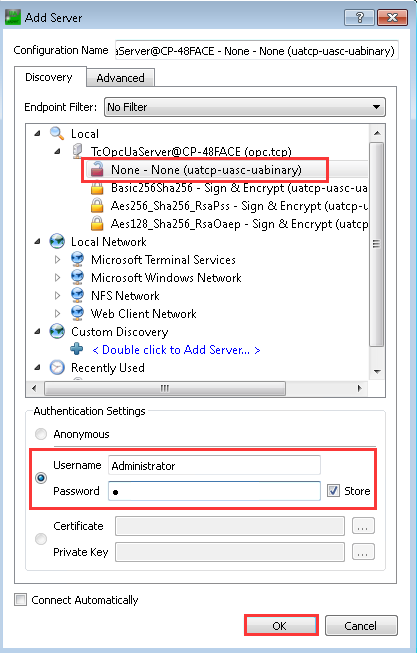 Add Server
Configuration Name aServer@CP-48FACE - None - None (uatcp-uasc-uabinary)
Discovery Advanced
Endpoint Filter: No Filter
Local
TcOpcUaServer@CP-48FACE (opc.tcp)
None - None (uatcp-uasc-uabinary)
Basic256Sha256 - Sign & Encrypt (uatcp-uasc-ua
Aes256_Sha256_RsaPss - Sign & Encrypt (uatcp-u
Aes128_Sha256_RsaOaep - Sign & Encrypt (uatcp-
Local Network
Microsoft Terminal Services
Microsoft Windows Network
NFS Network
Web Client Network
Custom Discovery
< Double click to Add Server... >
Recently Used
Authentication Settings
Anonymous
Username Administrator
Password ● Store
Certificate ...
Private Key ...
Connect Automatically
OK Cancel